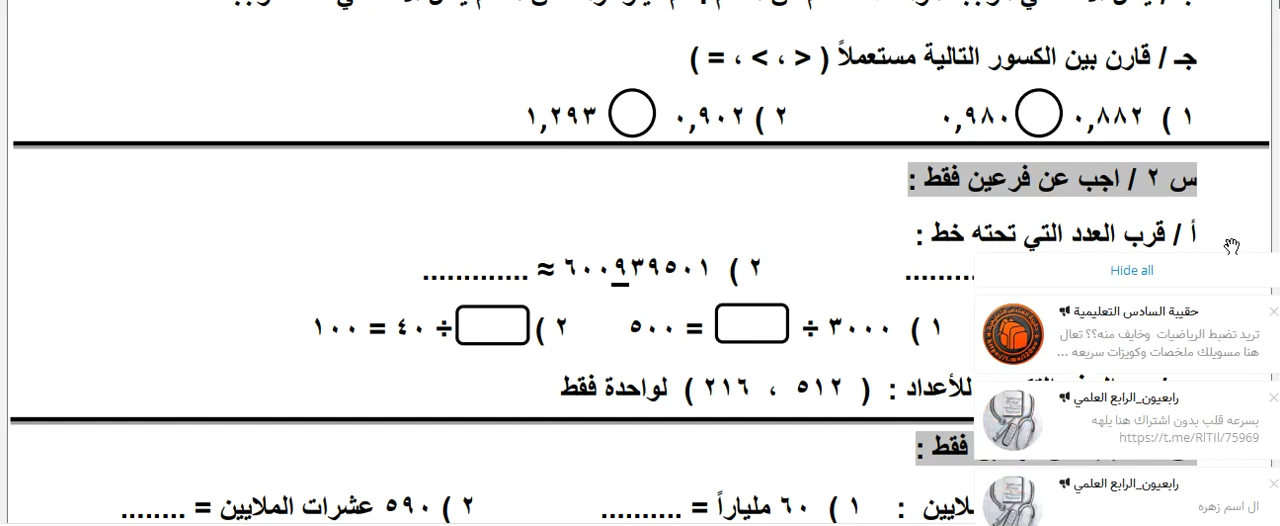 جـ / قارن بين الكسور التالية مستعملاً ( > ، < ، = )
١ ) ٠,٨٨٢ ٠,٩٨٠ ٢ ) ٠,٩٠٢ ١,٢٩٣
س ٢ / اجب عن فرعين فقط :
أ / قرب العدد التي تحته خط :
............ ٢ ) ٦٠٠٩٣٩٥٠١ ≈ .............
١ ) ٣٠٠٠ ÷ = ٥٠٠ ٢ ) ÷ ٤٠ = ١٠٠
للأعداد : ( ٥١٢ ، ٢١٦ ) لواحدة فقط
فقط :
: ١ ) ٦٠ ملياراً = .......... ٢ ) ٥٩٠ عشرات الملايين = ........
Hide all
حقيبة السادس التعليمية
تريد تضبط الرياضيات وخايف منه؟؟ تعال
هنا مسويلك ملخصات وكويزات سريعه ...
رابعيون_الرابع العلمي
بسرعه قلب بدون اشتراك هنا يلهه
https://t.me/RlTIl/75969
رابعيون_الرابع العلمي
ال اسم زهره